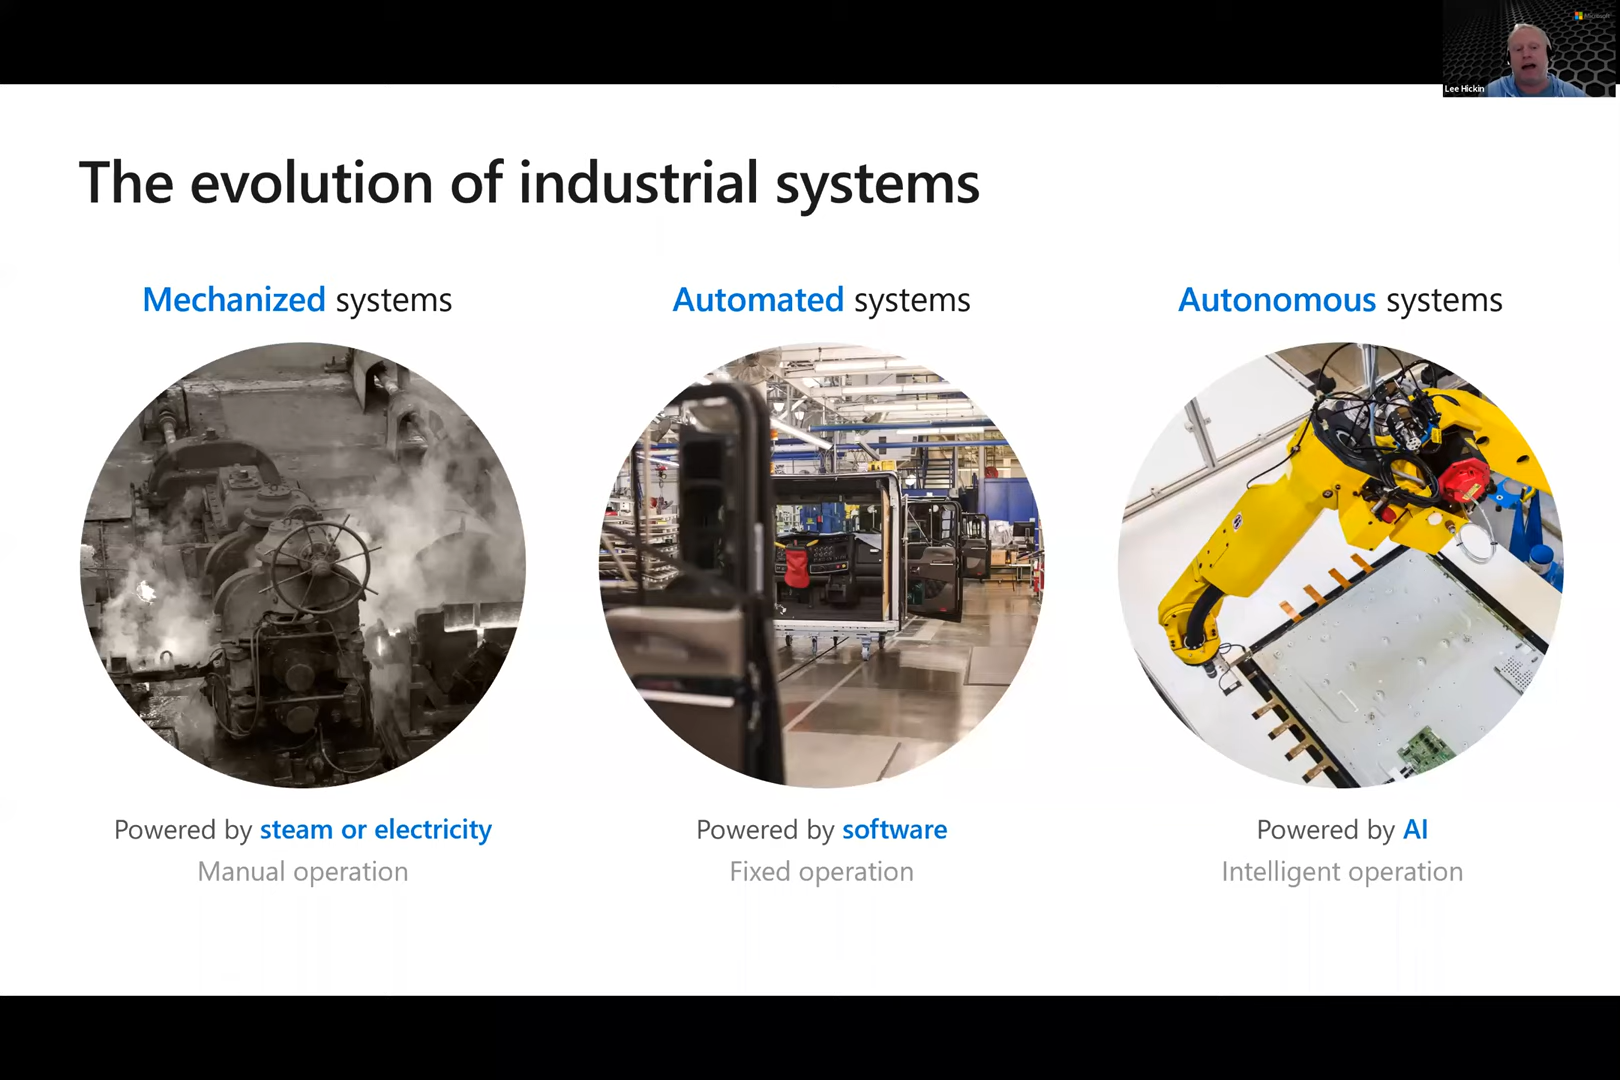 Microsoft
Lee Hickin
The evolution of industrial systems
Mechanized systems
Automated systems
Autonomous systems
Powered by steam or electricity
Manual operation
Powered by software
Fixed operation
Powered by AI
Intelligent operation